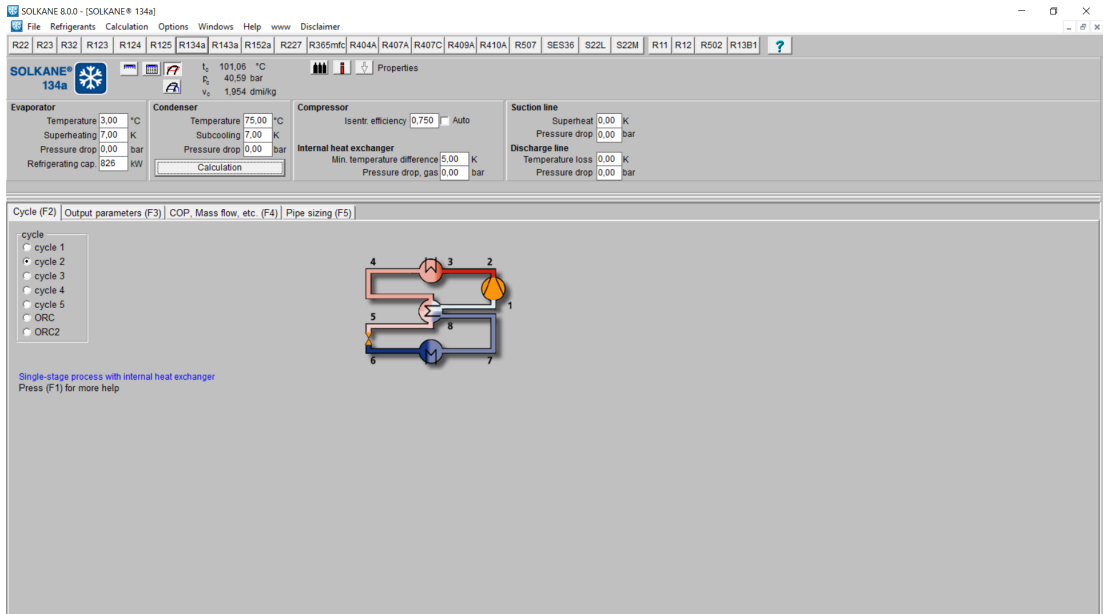 SOLKANE 8.0.0 - [SOLKANE® 134a]
File Refrigerants Calculation Options Windows Help www Disclaimer
R22 R23 R32 R123 R124 R125 R134a R143a R152a R227 R365mfc R404A R407A R407C R409A R410A R507 SES36 S22L S22M R11 R12 R502 R13B1 ?
SOLKANE®
134a
tc 101,06 °C
pc 40,59 bar
vc 1,954 dm³/kg
Properties
Evaporator
Temperature 3,00 °C
Superheating 7,00 K
Pressure drop 0,00 bar
Refrigerating cap. 826 kW
Condenser
Temperature 75,00 °C
Subcooling 7,00 K
Pressure drop 0,00 bar
Calculation
Compressor
Isentr. efficiency 0,750 Auto
Internal heat exchanger
Min. temperature difference 5,00 K
Pressure drop, gas 0,00 bar
Suction line
Superheat 0,00 K
Pressure drop 0,00 bar
Discharge line
Temperature loss 0,00 K
Pressure drop 0,00 bar
Cycle (F2) Output parameters (F3) COP, Mass flow, etc. (F4) Pipe sizing (F5)
cycle
cycle 1
cycle 2
cycle 3
cycle 4
cycle 5
ORC
ORC2
4 3 2
1
5 8
6 7
Single-stage process with internal heat exchanger
Press (F1) for more help